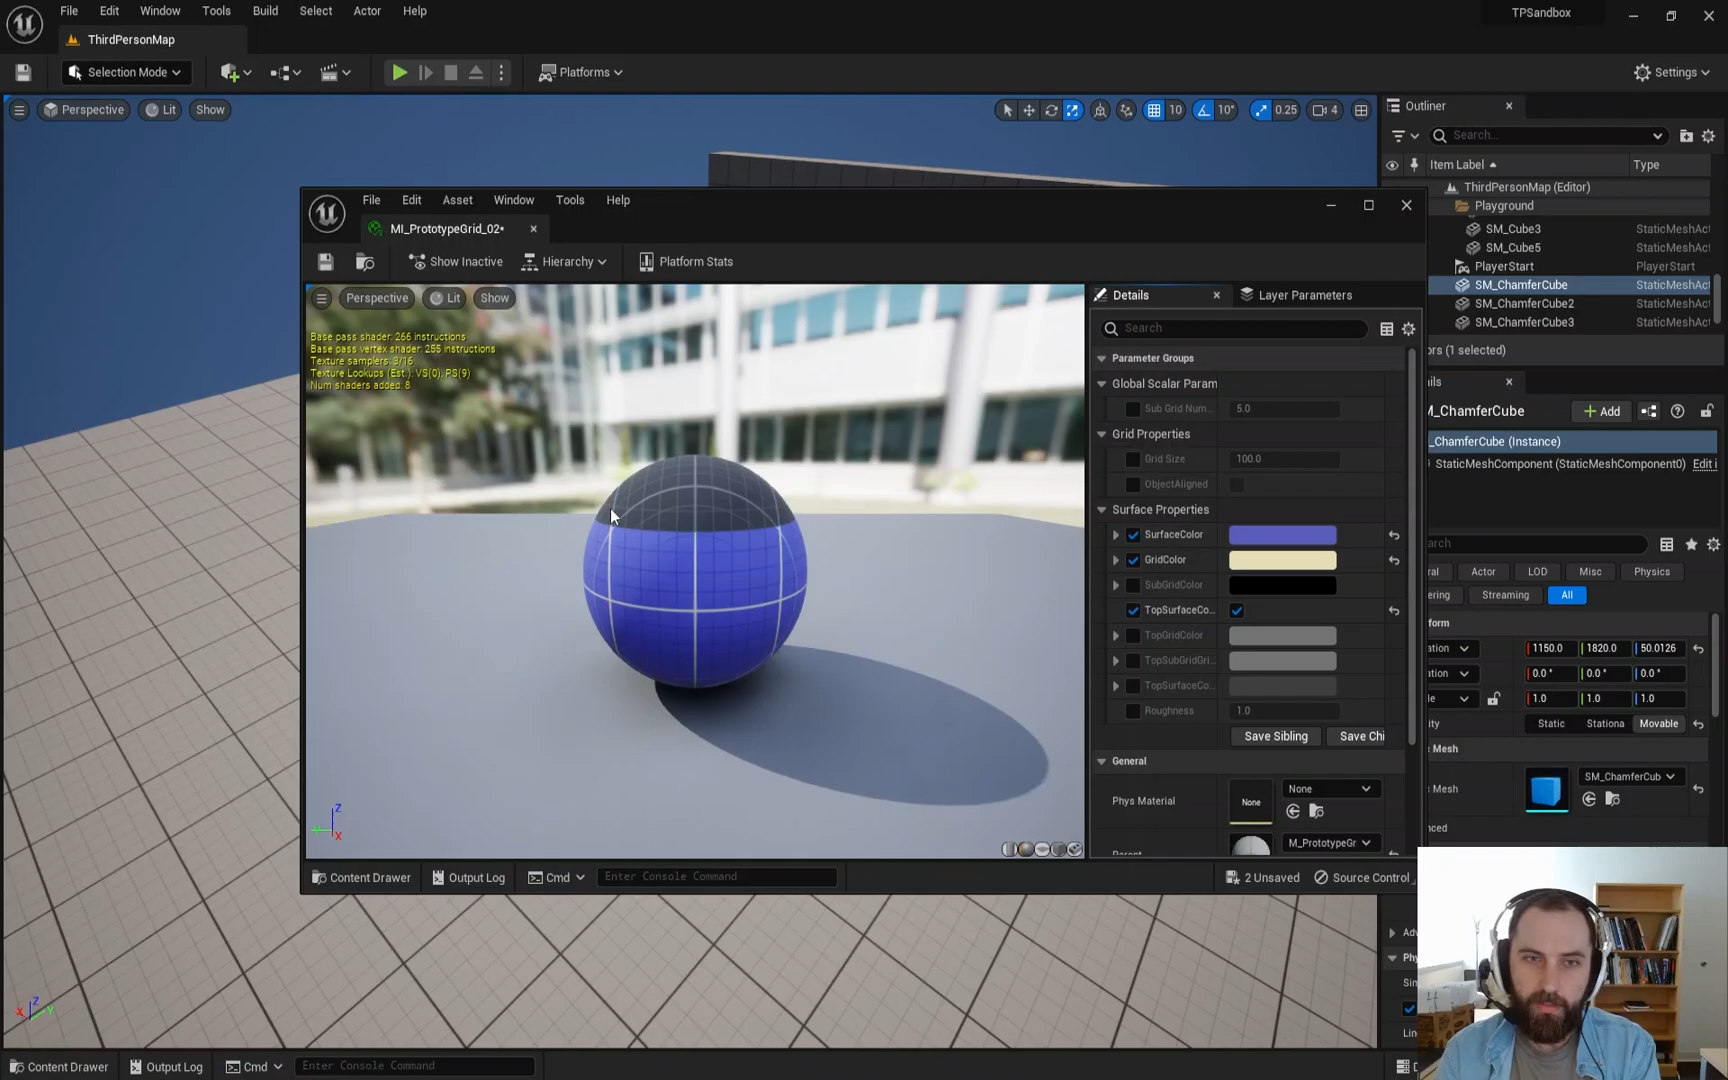 File Edit Window Tools Build Select Actor Help
TPSandbox
ThirdPersonMap
Selection Mode
Platforms
Settings
Perspective Lit Show
10 10° 0.25 4
Outliner
Search...
Item Label Type
ThirdPersonMap (Editor)
Playground
SM_Cube3 StaticMeshAct
SM_Cube5 StaticMeshAct
PlayerStart PlayerStart
SM_ChamferCube StaticMeshAct
SM_ChamferCube2 StaticMeshAct
SM_ChamferCube3 StaticMeshAct
ors (1 selected)
File Edit Asset Window Tools Help
MI_PrototypeGrid_02*
Show Inactive Hierarchy Platform Stats
Perspective Lit Show
Base pass shader: 266 instructions
Base pass vertex shader: 255 instructions
Texture samplers: 3/16
Texture Lookups (Est.): VS(0), PS(9)
Num shaders added: 8
Z
Y
X
Details Layer Parameters
Search
Parameter Groups
Global Scalar Param
Sub Grid Num... 5.0
Grid Properties
Grid Size 100.0
ObjectAligned
Surface Properties
SurfaceColor
GridColor
SubGridColor
TopSurfaceCo...
TopGridColor
TopSubGridGri...
TopSurfaceCo...
Roughness 1.0
Save Sibling Save Chi
General
Phys Material None None
Parent M_PrototypeGr
Content Drawer Output Log Cmd Enter Console Command 2 Unsaved Source Control
ails
M_ChamferCube Add
_ChamferCube (Instance)
StaticMeshComponent (StaticMeshComponent0) Edit i
earch
ral Actor LOD Misc Physics
ering Streaming All
form
ation 1150.0 1820.0 50.0126
ation 0.0° 0.0° 0.0°
le 1.0 1.0 1.0
ity Static Stationa Movable
c Mesh
c Mesh SM_ChamferCub
nced
Adv
Phy
Sim
Line
Z
X Y
Content Drawer Output Log Cmd Enter Console Command